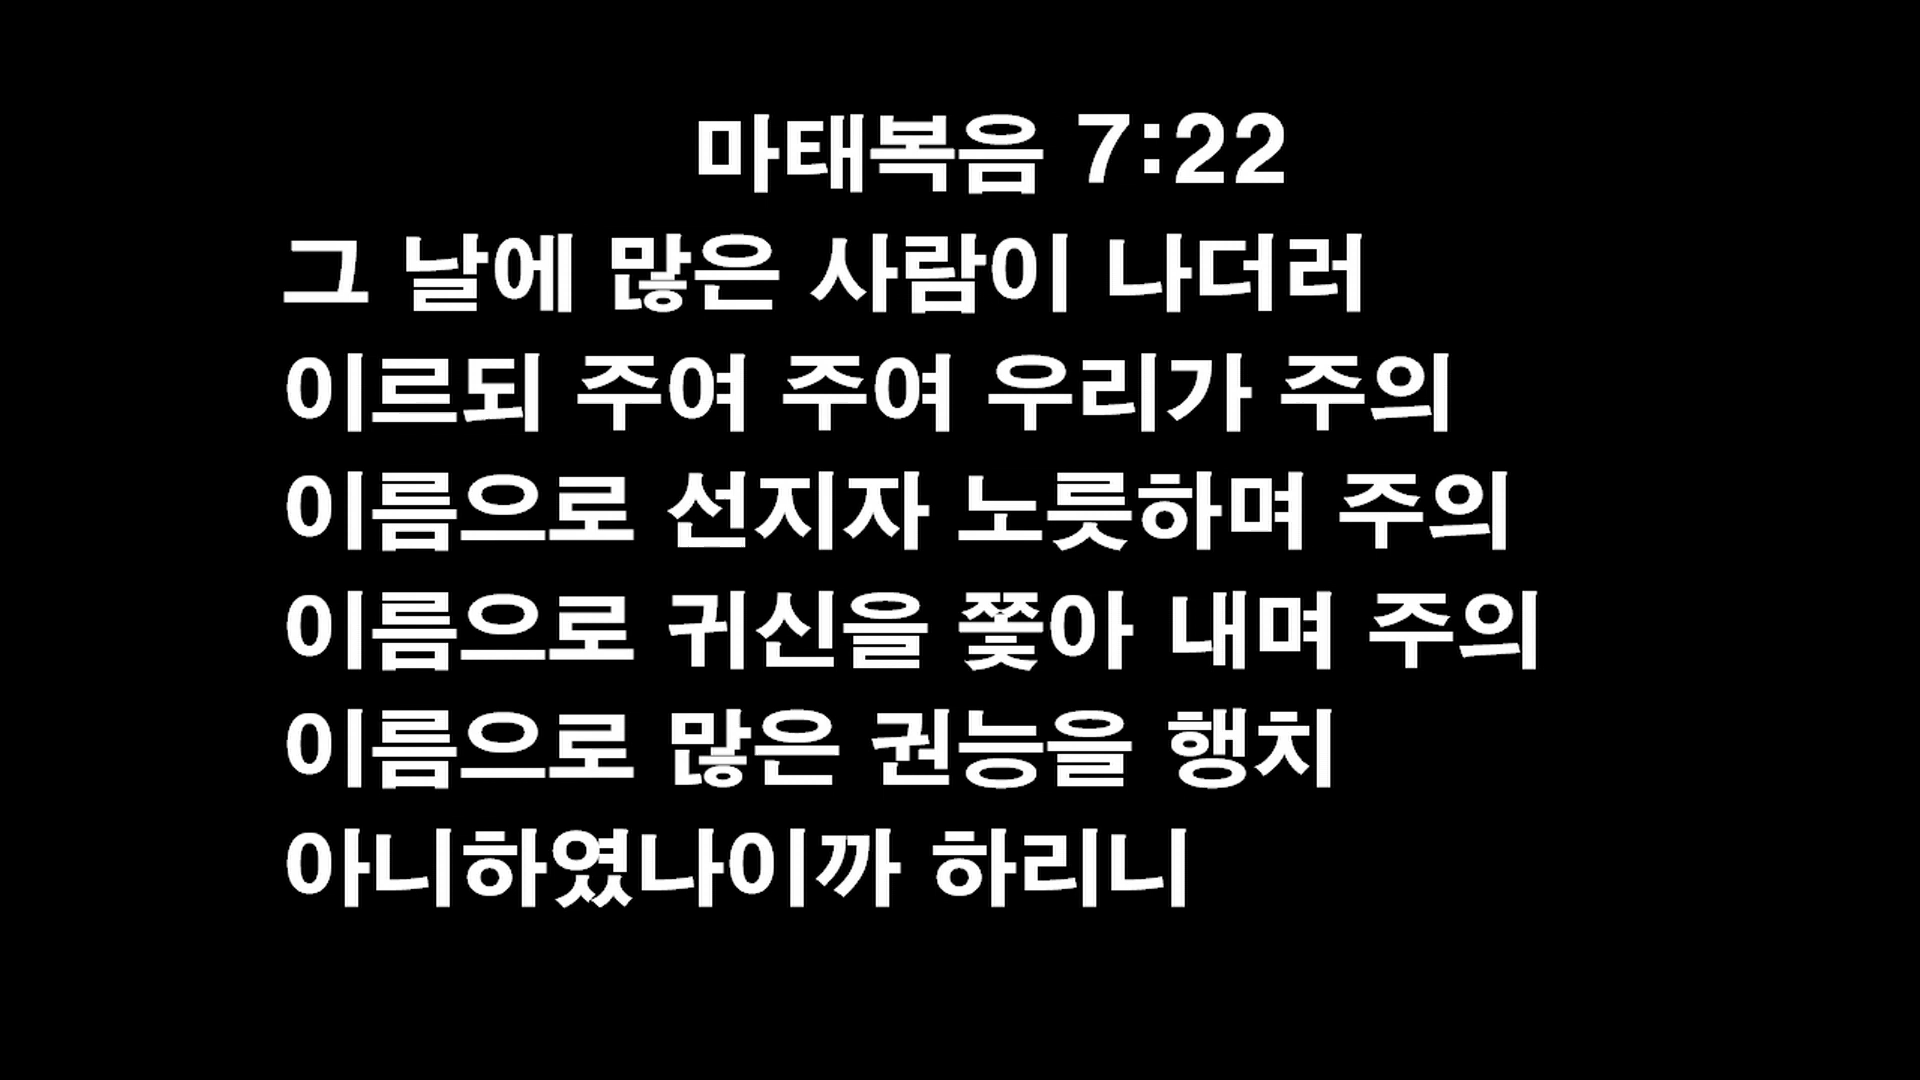 마태복음 7:22
그 날에 많은 사람이 나더러
이르되 주여 주여 우리가 주의
이름으로 선지자 노릇하며 주의
이름으로 귀신을 쫓아 내며 주의
이름으로 많은 권능을 행치
아니하였나이까 하리니